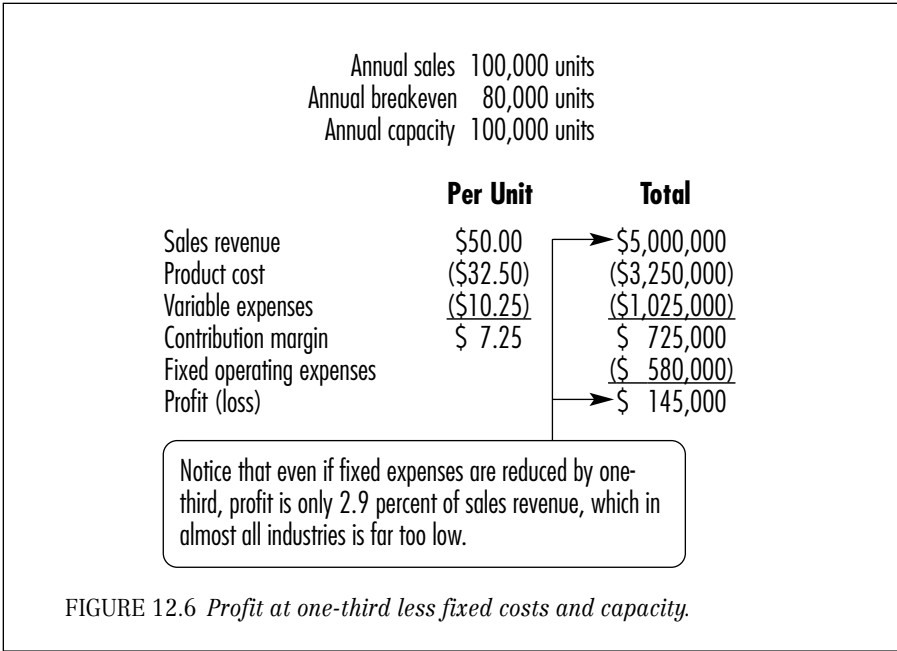 Annual sales 100,000 units
Annual breakeven 80,000 units
Annual capacity 100,000 units
Per Unit Total
Sales revenue $50.00 $5,000,000
Product cost ($32.50) ($3,250,000)
Variable expenses ($10.25) ($1,025,000)
Contribution margin $ 7.25 $ 725,000
Fixed operating expenses ($ 580,000)
Profit (loss) $ 145,000
Notice that even if fixed expenses are reduced by one-
third, profit is only 2.9 percent of sales revenue, which in
almost all industries is far too low.
FIGURE 12.6 Profit at one-third less fixed costs and capacity.